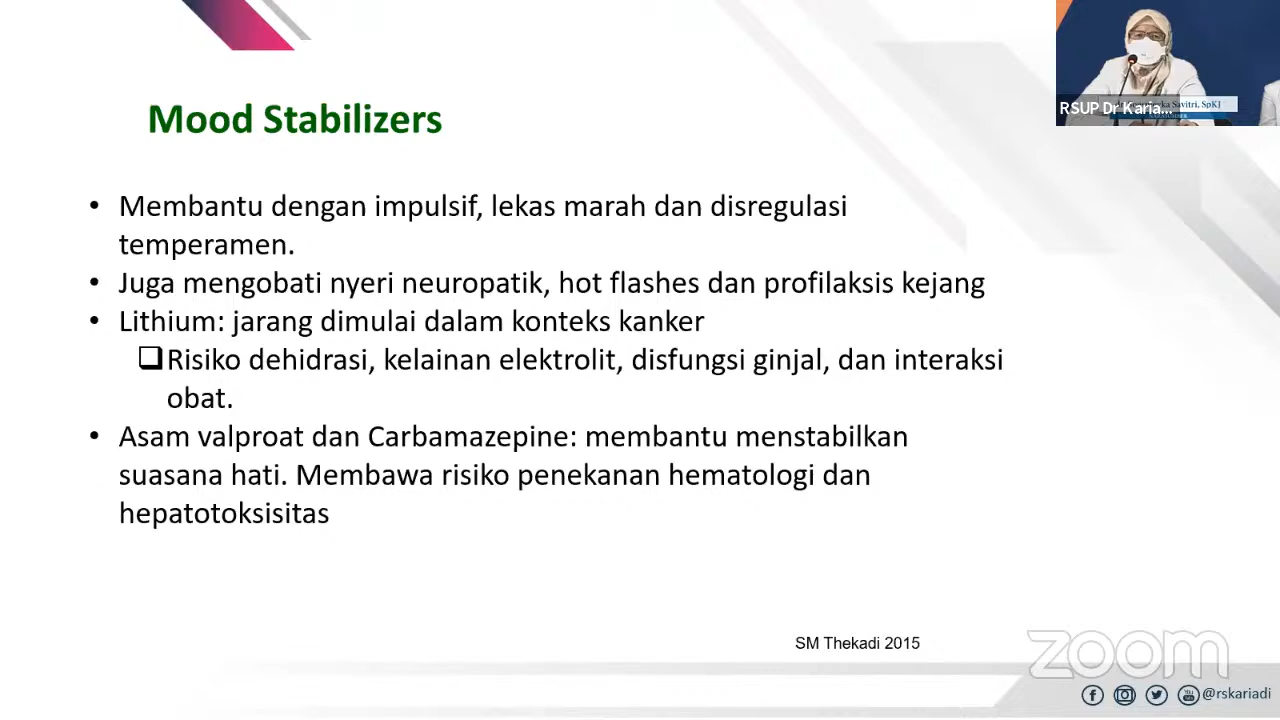 Mood Stabilizers
• Membantu dengan impulsif, lekas marah dan disregulasi
temperamen.
• Juga mengobati nyeri neuropatik, hot flashes dan profilaksis kejang
• Lithium: jarang dimulai dalam konteks kanker
❑Risiko dehidrasi, kelainan elektrolit, disfungsi ginjal, dan interaksi
obat.
• Asam valproat dan Carbamazepine: membantu menstabilkan
suasana hati. Membawa risiko penekanan hematologi dan
hepatotoksisitas
SM Thekadi 2015
RSUP Dr Karia...
Savitri, SpKJ
zoom
@rskariadi